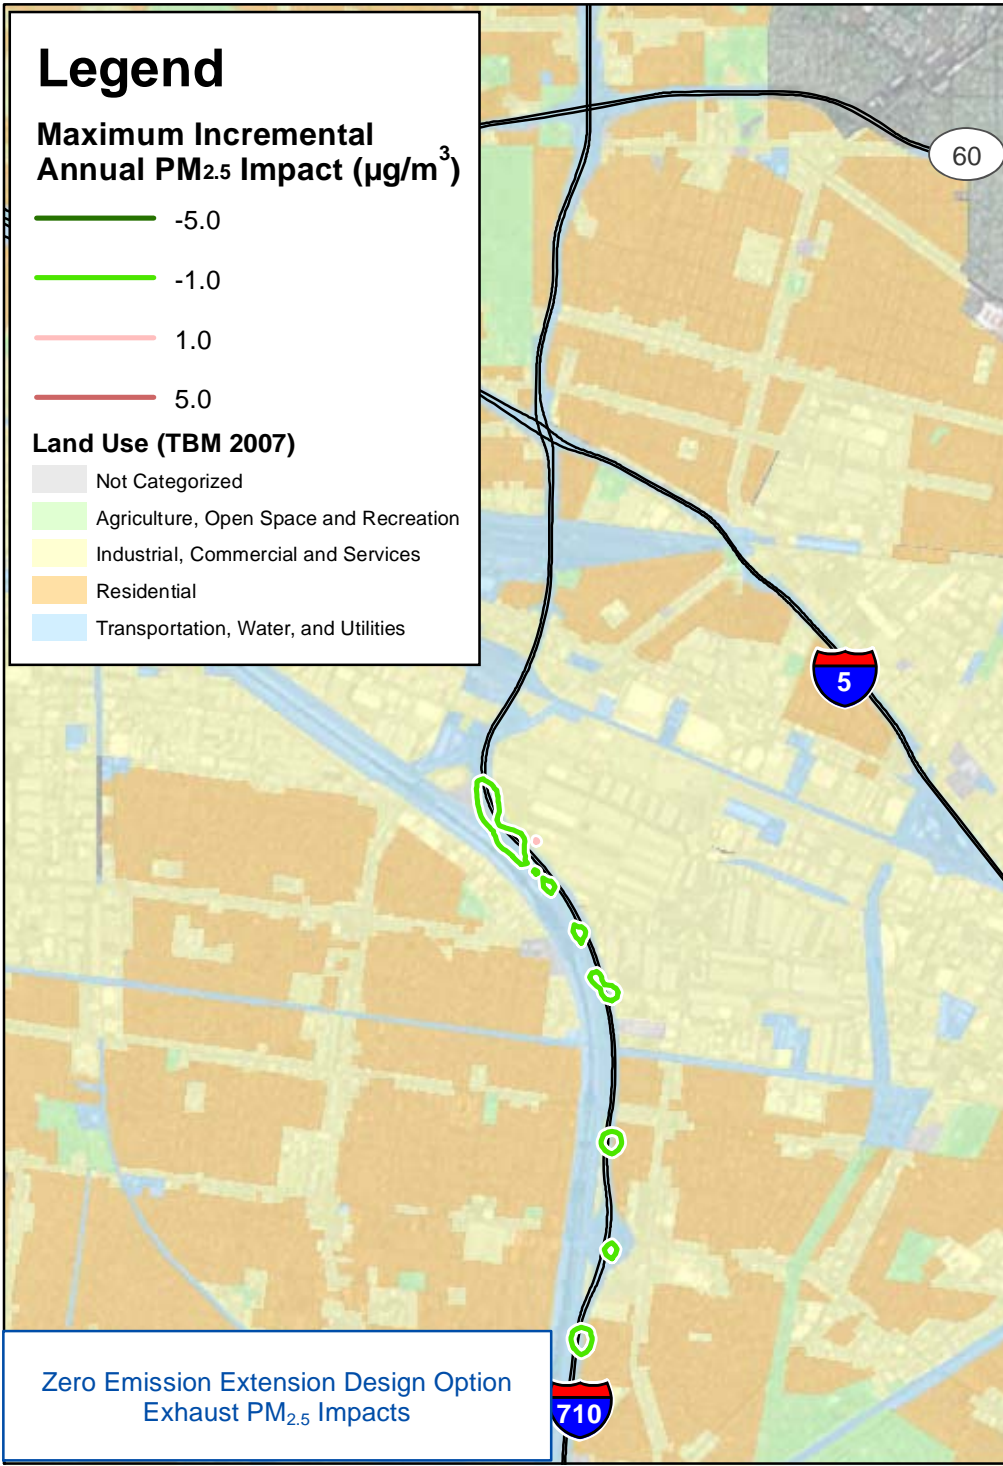 Legend
Maximum Incremental
Annual PM2.5 Impact (µg/m³)
-5.0
-1.0
1.0
5.0
Land Use (TBM 2007)
Not Categorized
Agriculture, Open Space and Recreation
Industrial, Commercial and Services
Residential
Transportation, Water, and Utilities
60
5
710
Zero Emission Extension Design Option
Exhaust PM2.5 Impacts